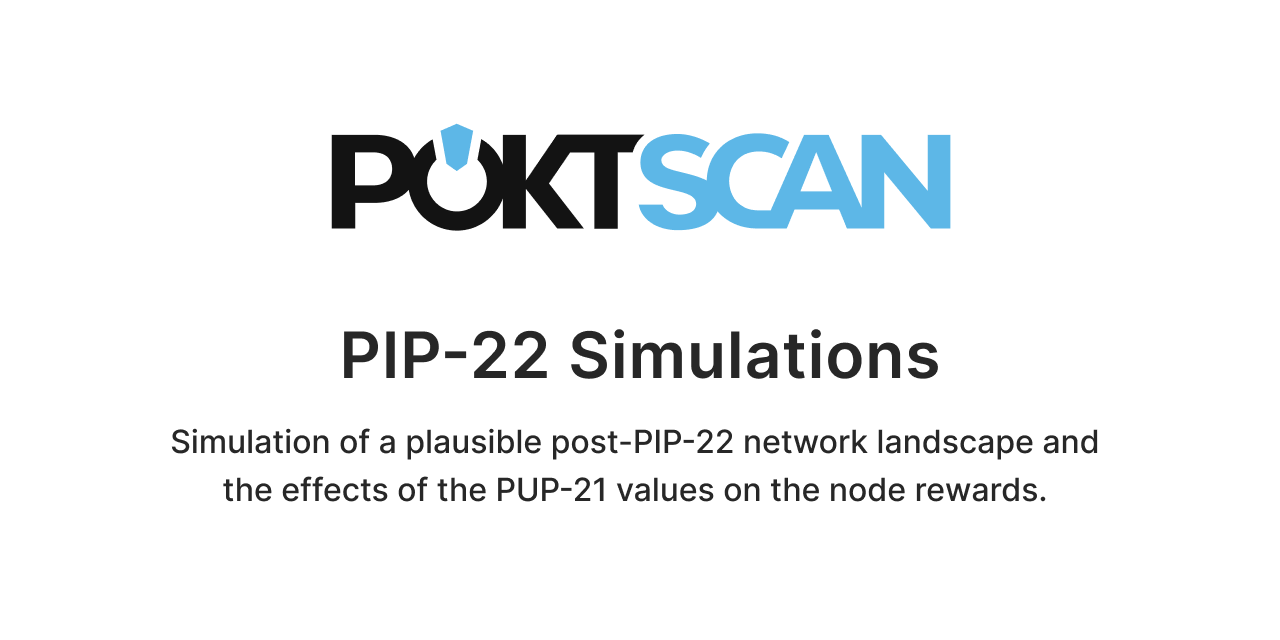 POKTSCAN
PIP-22 Simulations
Simulation of a plausible post-PIP-22 network landscape and
the effects of the PUP-21 values on the node rewards.